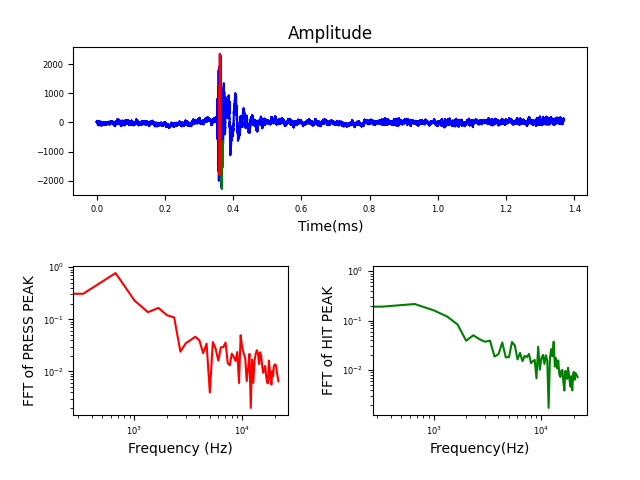 Amplitude
2000
1000
0
−1000
−2000
0.0 0.2 0.4 0.6 0.8 1.0 1.2 1.4
Time(ms)
FFT of PRESS PEAK
10⁰
10⁻¹
10⁻²
10³ 10⁴
Frequency (Hz)
FFT of HIT PEAK
10⁰
10⁻¹
10⁻²
10³ 10⁴
Frequency(Hz)